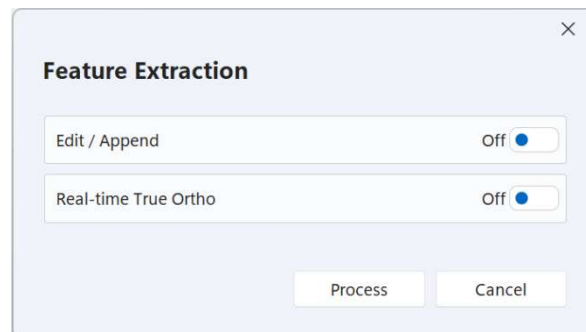 Feature Extraction
Edit / Append Off
Real-time True Ortho Off
Process Cancel